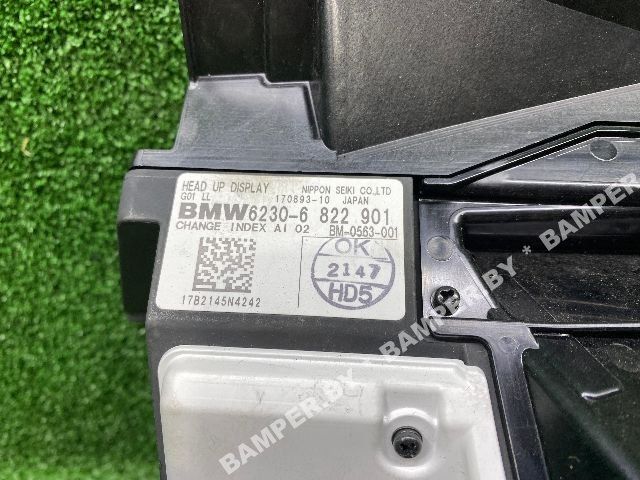 HEAD UP DISPLAY NIPPON SEIKI CO.,LTD
G01 LL 170893-10 JAPAN
BMW6230-6 822 901
CHANGE INDEX AI 02 BM-0563-001
OK
2147
HD5
17B2145N4242
BAMPER.BY * BAMPER.BY * BAMPER.BY